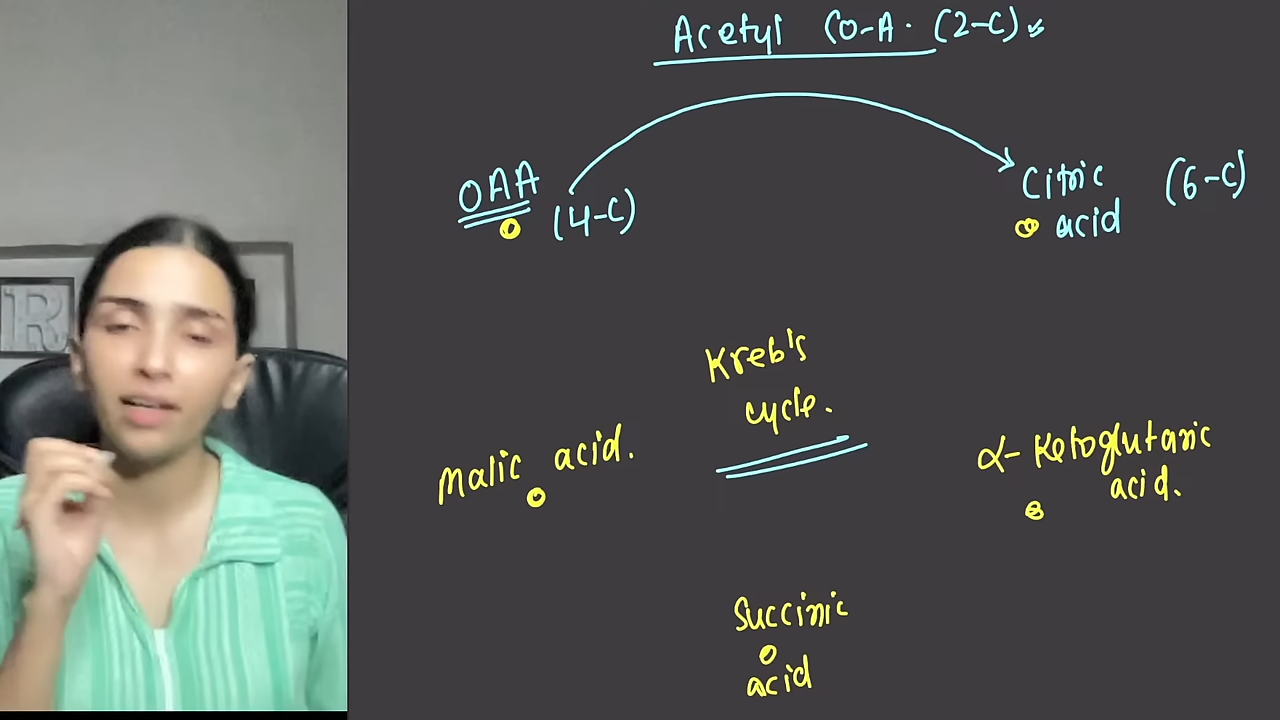 Acetyl Co-A. (2-C)
OAA
(4-C)
Citric (6-C)
acid
Kreb's
cycle.
Malic acid.
α-Ketoglutaric
acid.
Succinic
acid
R